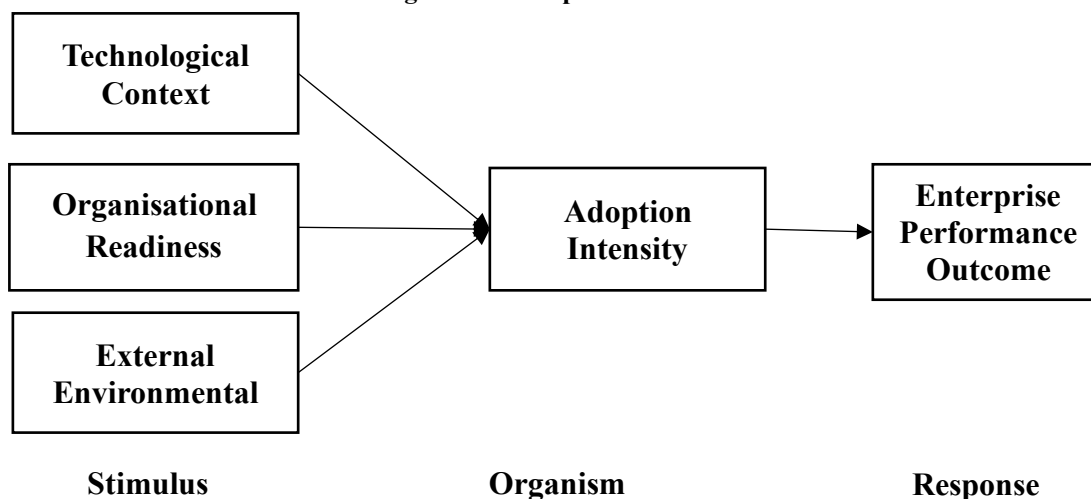 Technological
Context
Organisational
Readiness
External
Environmental
Adoption
Intensity
Enterprise
Performance
Outcome
Stimulus
Organism
Response